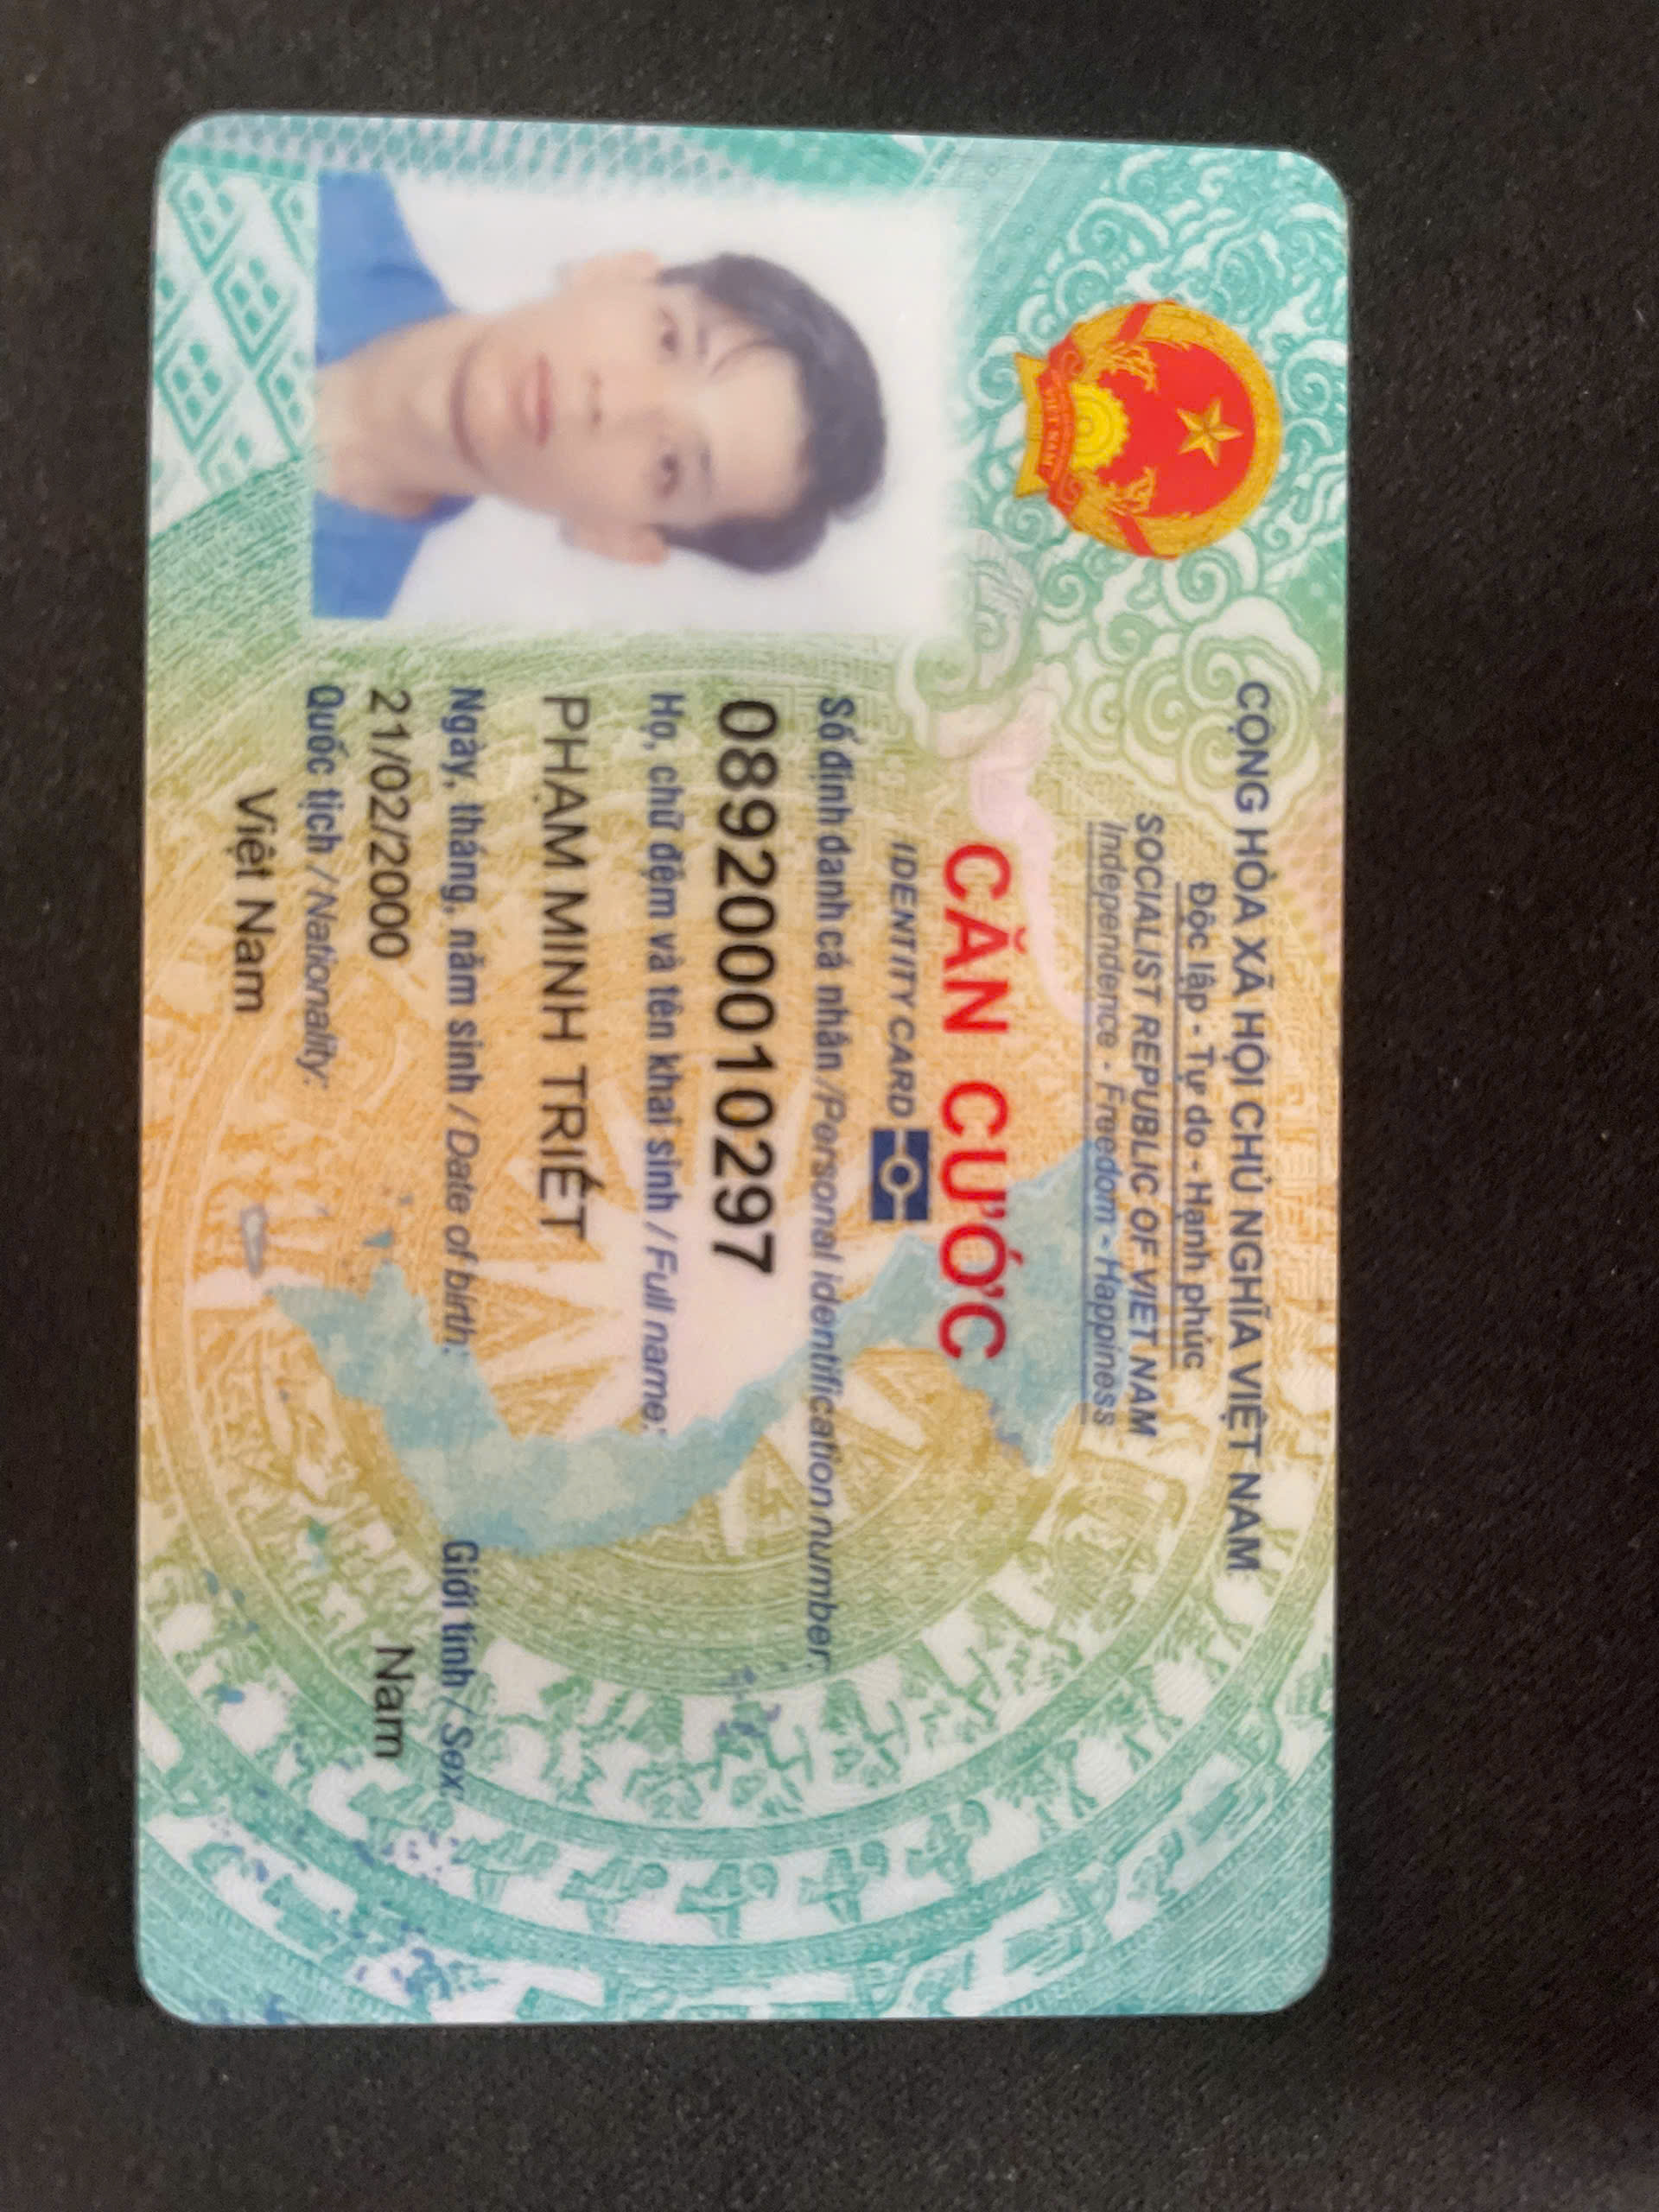 CỘNG HÒA XÃ HỘI CHỦ NGHĨA VIỆT NAM
Độc lập - Tự do - Hạnh phúc
SOCIALIST REPUBLIC OF VIET NAM
Independence - Freedom - Happiness
CĂN CƯỚC
IDENTITY CARD
Số định danh cá nhân /Personal identification number:
089200010297
Họ, chữ đệm và tên khai sinh / Full name:
PHẠM MINH TRIẾT
Ngày, tháng, năm sinh / Date of birth: Giới tính / Sex:
21/02/2000 Nam
Quốc tịch / Nationality:
Việt Nam
VIỆT NAM